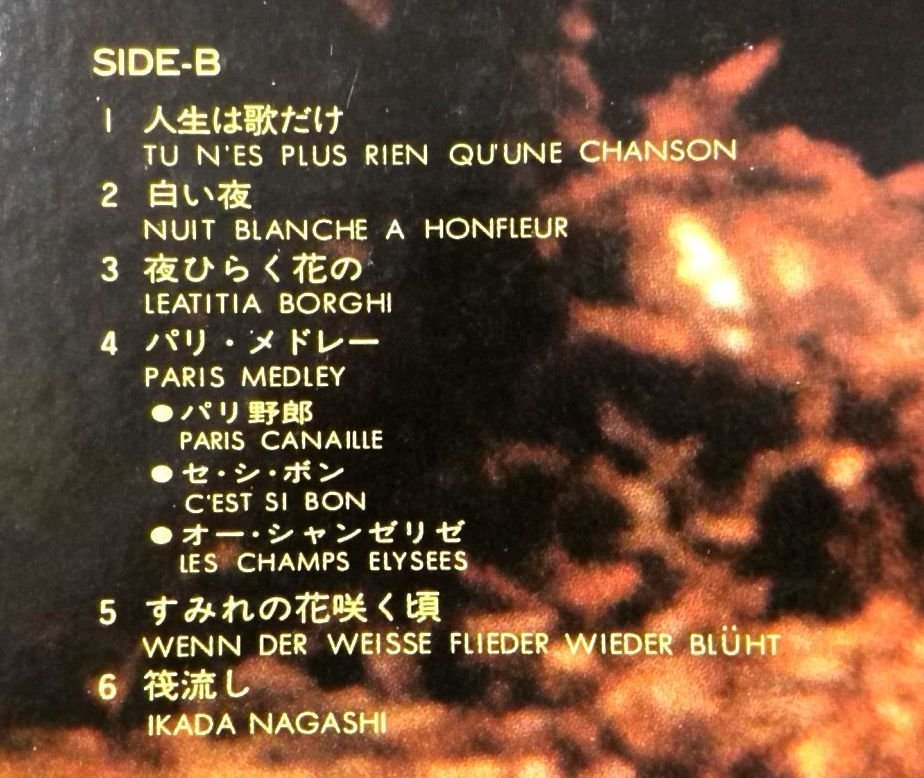 SIDE-B
1 人生は歌だけ
TU N'ES PLUS RIEN QU'UNE CHANSON
2 白い夜
NUIT BLANCHE A HONFLEUR
3 夜ひらく花の
LEATITIA BORGHI
4 パリ・メドレー
PARIS MEDLEY
●パリ野郎
PARIS CANAILLE
●セ・シ・ボン
C'EST SI BON
●オー・シャンゼリゼ
LES CHAMPS ELYSEES
5 すみれの花咲く頃
WENN DER WEISSE FLIEDER WIEDER BLÜHT
6 筏流し
IKADA NAGASHI